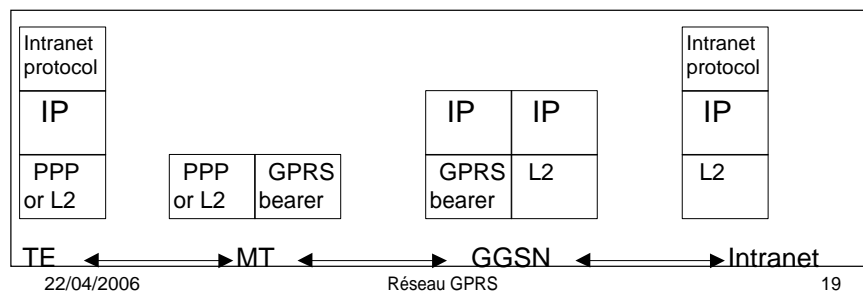 Intranet
protocol
Intranet
protocol
IP
IP
IP
IP
PPP
or L2
PPP
or L2
GPRS
bearer
GPRS
bearer
L2
L2
TE
MT
GGSN
Intranet
22/04/2006
Réseau GPRS
19